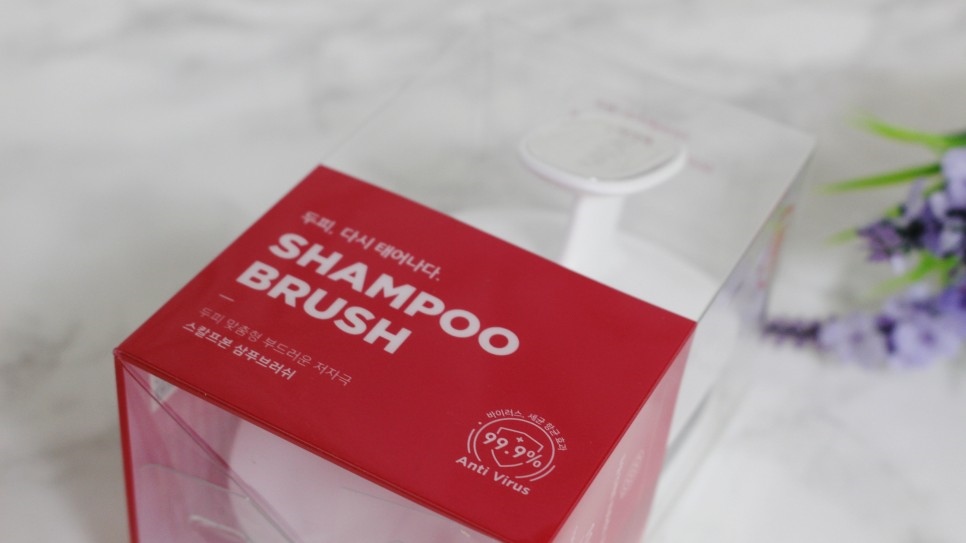 두피, 다시 태어나다.
SHAMPOO
BRUSH
두피 맞춤형 부드러운 저자극
스칼프본 샴푸브러쉬
바이러스, 세균 항균효과
99.9%
Anti Virus